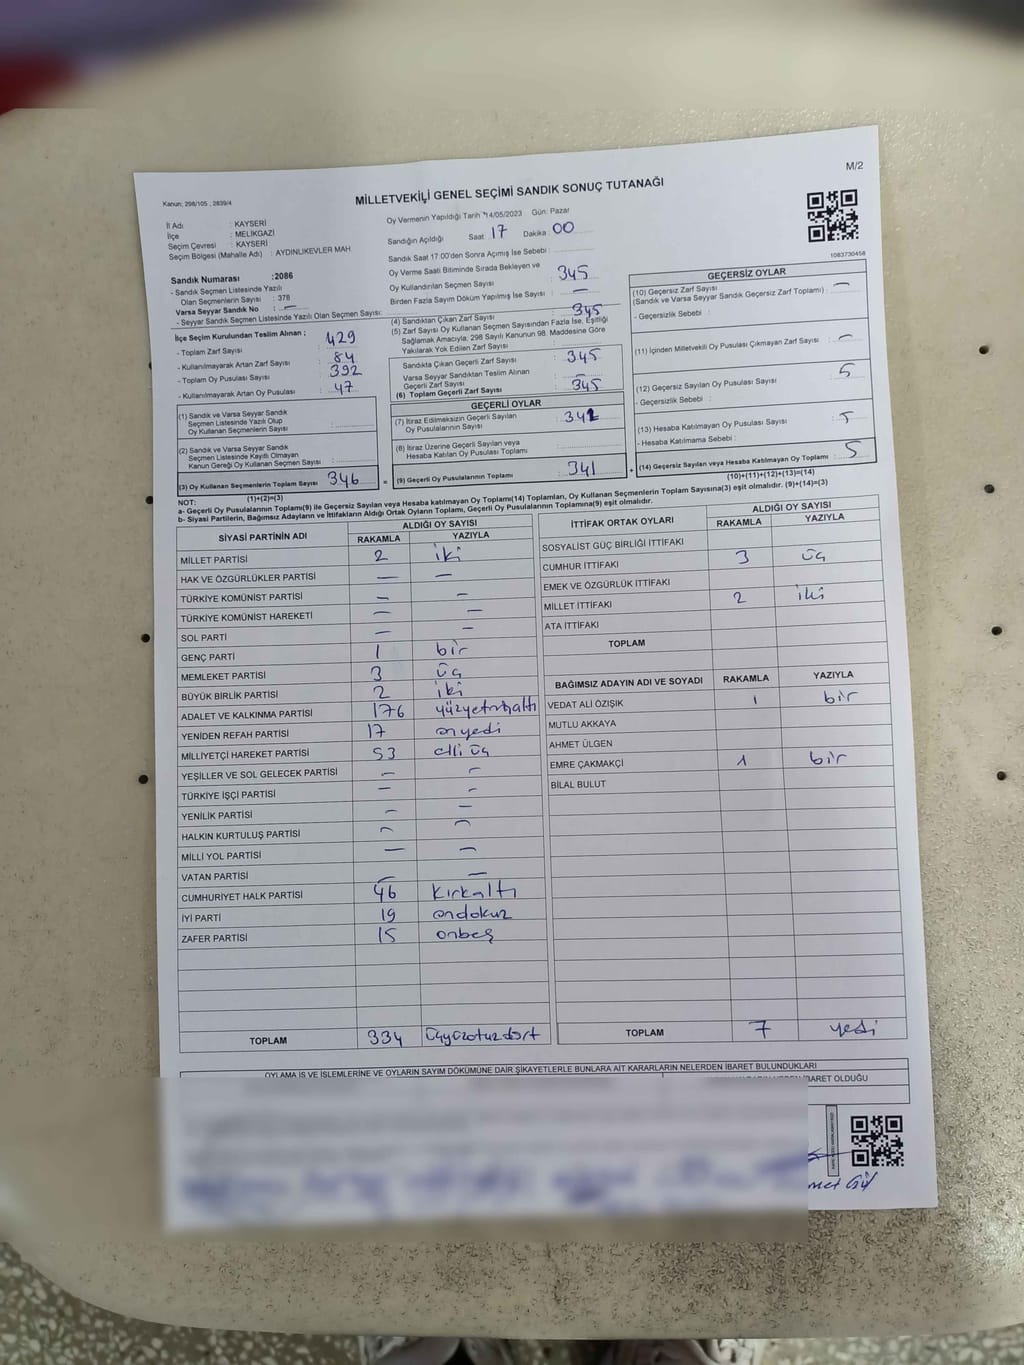 M/2
Kanun; 298/105 , 2839/4
MİLLETVEKİLİ GENEL SEÇİMİ SANDIK SONUÇ TUTANAĞI
İl Adı : KAYSERİ
İlçe : MELİKGAZİ
Seçim Çevresi : KAYSERİ
Seçim Bölgesi (Mahalle Adı) : AYDINLIKEVLER MAH.
Oy Vermenin Yapıldığı Tarih :14/05/2023 Gün: Pazar
Sandığın Açıldığı Saat: 17 Dakika 00
Sandık Saat 17:00'den Sonra Açımış İse Sebebi :
Oy Verme Saati Bitiminde Sırada Bekleyen ve
Oy Kullandırılan Seçmen Sayısı : 345
Birden Fazla Sayım Döküm Yapılmış İse Sayısı : —
1083730458
Sandık Numarası :2086
- Sandık Seçmen Listesinde Yazılı
Olan Seçmenlerin Sayısı : 378
Varsa Seyyar Sandık No : —
- Seyyar Sandık Seçmen Listesinde Yazılı Olan Seçmen Sayısı:
İlçe Seçim Kurulundan Teslim Alınan ;
- Toplam Zarf Sayısı : 429
- Kullanılmayarak Artan Zarf Sayısı : 84
- Toplam Oy Pusulası Sayısı : 392
- Kullanılmayarak Artan Oy Pusulası : 47
(1) Sandık ve Varsa Seyyar Sandık
Seçmen Listesinde Yazılı Olup
Oy Kullanan Seçmenlerin Sayısı :
(2) Sandık ve Varsa Seyyar Sandık
Seçmen Listesinde Kayıtlı Olmayan
Kanun Gereği Oy Kullanan Seçmen Sayısı :
(3) Oy Kullanan Seçmenlerin Toplam Sayısı : 346
(1)+(2)=(3)
(4) Sandıktan Çıkan Zarf Sayısı : 345
(5) Zarf Sayısı Oy Kullanan Seçmen Sayısından Fazla İse, Eşitliği
Sağlamak Amacıyla; 298 Sayılı Kanunun 98. Maddesine Göre
Yakılarak Yok Edilen Zarf Sayısı :
Sandıkta Çıkan Geçerli Zarf Sayısı : 345
Varsa Seyyar Sandıktan Teslim Alınan
Geçerli Zarf Sayısı : —
(6) Toplam Geçerli Zarf Sayısı : 345
GEÇERLİ OYLAR
(7) İtiraz Edilmeksizin Geçerli Sayılan
Oy Pusulalarının Sayısı : 341
(8) İtiraz Üzerine Geçerli Sayılan veya
Hesaba Katılan Oy Pusulası Toplamı :
= (9) Geçerli Oy Pusulalarının Toplamı : 341 +
GEÇERSİZ OYLAR
(10) Geçersiz Zarf Sayısı
(Sandık ve Varsa Seyyar Sandık Geçersiz Zarf Toplamı) : —
- Geçersizlik Sebebi :
(11) İçinden Milletvekili Oy Pusulası Çıkmayan Zarf Sayısı : —
(12) Geçersiz Sayılan Oy Pusulası Sayısı : 5
- Geçersizlik Sebebi :
(13) Hesaba Katılmayan Oy Pusulası Sayısı : 5
- Hesaba Katılmama Sebebi :
(14) Geçersiz Sayılan veya Hesaba Katılmayan Oy Toplamı : 5
(10)+(11)+(12)+(13)=(14)
NOT:
a- Geçerli Oy Pusulalarının Toplamı(9) ile Geçersiz Sayılan veya Hesaba katılmayan Oy Toplamı(14) Toplamları, Oy Kullanan Seçmenlerin Toplam Sayısına(3) eşit olmalıdır. (9)+(14)=(3)
b- Siyasi Partilerin, Bağımsız Adayların ve İttifakların Aldığı Ortak Oyların Toplamı, Geçerli Oy Pusulalarının Toplamına(9) eşit olmalıdır.
SİYASİ PARTİNİN ADI ALDIĞI OY SAYISI
RAKAMLA YAZIYLA
MİLLET PARTİSİ 2 iki
HAK VE ÖZGÜRLÜKLER PARTİSİ — —
TÜRKİYE KOMÜNİST PARTİSİ — —
TÜRKİYE KOMÜNİST HAREKETİ — —
SOL PARTİ — —
GENÇ PARTİ 1 bir
MEMLEKET PARTİSİ 3 üç
BÜYÜK BİRLİK PARTİSİ 2 iki
ADALET VE KALKINMA PARTİSİ 176 yüzyetmişaltı
YENİDEN REFAH PARTİSİ 17 onyedi
MİLLİYETÇİ HAREKET PARTİSİ 53 elli üç
YEŞİLLER VE SOL GELECEK PARTİSİ — —
TÜRKİYE İŞÇİ PARTİSİ — —
YENİLİK PARTİSİ — —
HALKIN KURTULUŞ PARTİSİ — —
MİLLİ YOL PARTİSİ — —
VATAN PARTİSİ — —
CUMHURİYET HALK PARTİSİ 46 kırkaltı
İYİ PARTİ 19 ondokuz
ZAFER PARTİSİ 15 onbeş
TOPLAM 334 üçyüzotuzdört
İTTİFAK ORTAK OYLARI ALDIĞI OY SAYISI
RAKAMLA YAZIYLA
SOSYALİST GÜÇ BİRLİĞİ İTTİFAKI
CUMHUR İTTİFAKI 3 üç
EMEK VE ÖZGÜRLÜK İTTİFAKI
MİLLET İTTİFAKI 2 iki
ATA İTTİFAKI
TOPLAM
BAĞIMSIZ ADAYIN ADI VE SOYADI RAKAMLA YAZIYLA
VEDAT ALİ ÖZIŞIK 1 bir
MUTLU AKKAYA
AHMET ÜLGEN
EMRE ÇAKMAKÇİ 1 bir
BİLAL BULUT
TOPLAM 7 yedi
OYLAMA İŞ VE İŞLEMLERİNE VE OYLARIN SAYIM DÖKÜMÜNE DAİR ŞİKAYETLERLE BUNLARA AİT KARARLARIN NELERDEN İBARET BULUNDUKLARI
BARET OLDUĞU
met Gül